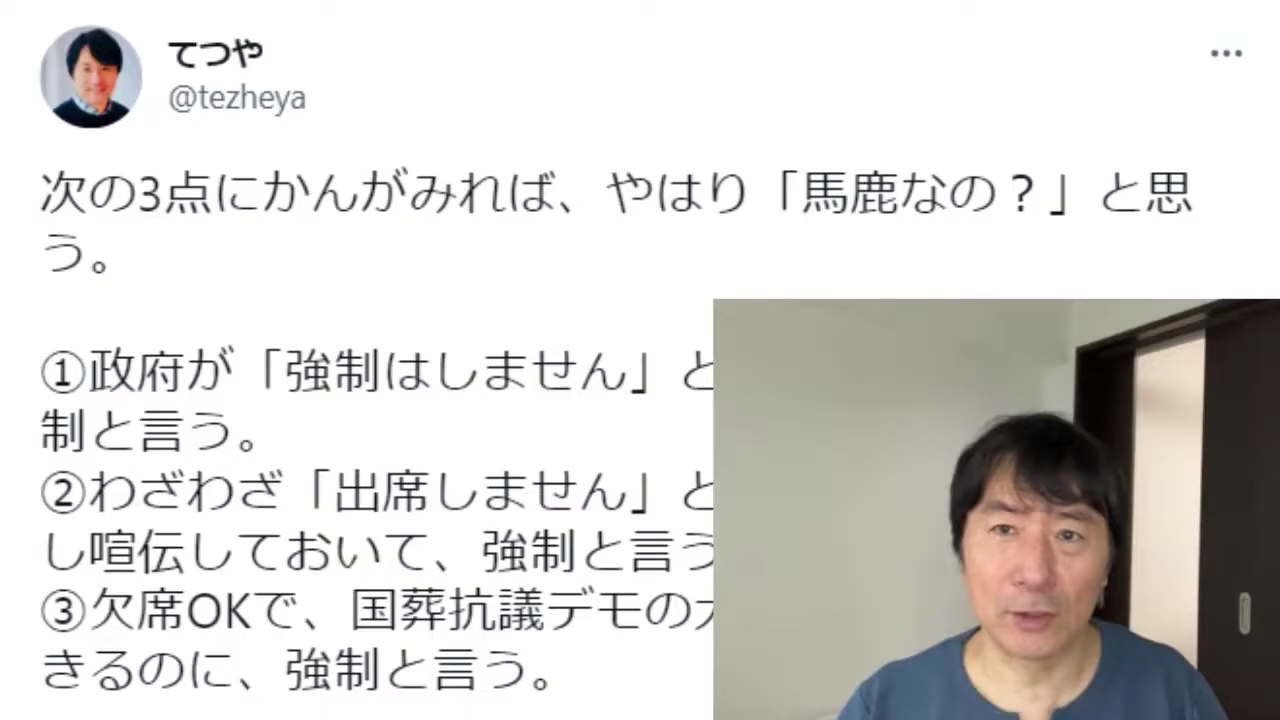 てつや
@tezheya
次の3点にかんがみれば、やはり「馬鹿なの？」と思
う。
①政府が「強制はしません」と
制と言う。
②わざわざ「出席しません」と
し喧伝しておいて、強制と言う
③欠席OKで、国葬抗議デモの
きるのに、強制と言う。